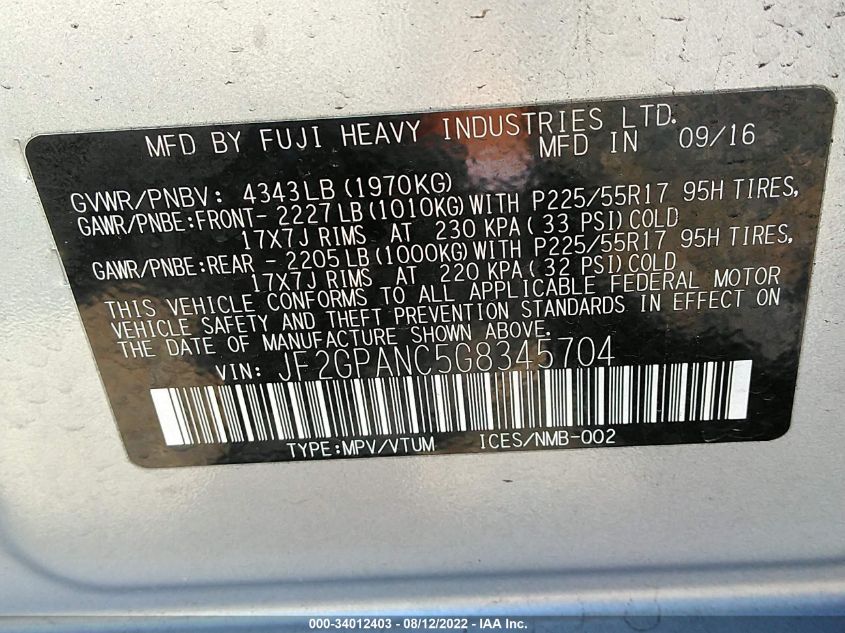 MFD BY FUJI HEAVY INDUSTRIES LTD.
MFD IN 09/16
GVWR/PNBV: 4343LB (1970KG)
GAWR/PNBE:FRONT- 2227LB (1010KG) WITH P225/55R17 95H TIRES,
17X7J RIMS AT 230 KPA( 33 PSI) COLD
GAWR/PNBE:REAR - 2205LB (1000KG) WITH P225/55R17 95H TIRES,
17X7J RIMS AT 220 KPA( 32 PSI) COLD
THIS VEHICLE CONFORMS TO ALL APPLICABLE FEDERAL MOTOR
VEHICLE SAFETY AND THEFT PREVENTION STANDARDS IN EFFECT ON
THE DATE OF MANUFACTURE SHOWN ABOVE.
VIN: JF2GPANC5G8345704
TYPE:MPV/VTUM ICES/NMB-002
000-34012403 - 08/12/2022 - IAA Inc.